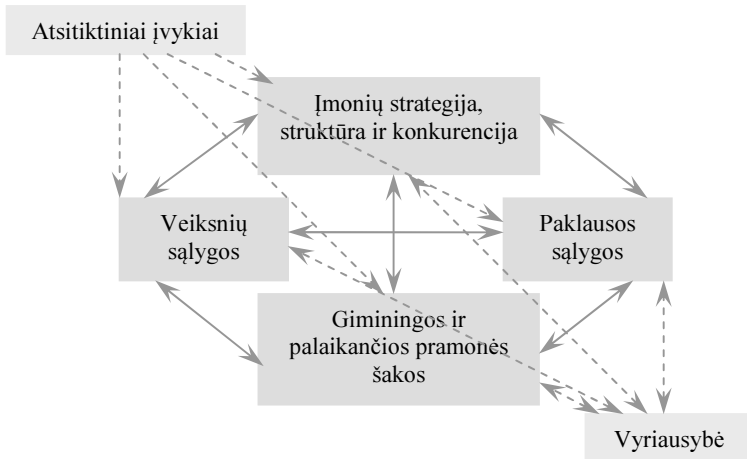 Atsitiktiniai įvykiai
Įmonių strategija,
struktūra ir konkurencija
Veiksnių
sąlygos
Paklausos
sąlygos
Giminingos ir
palaikančios pramonės
šakos
Vyriausybė